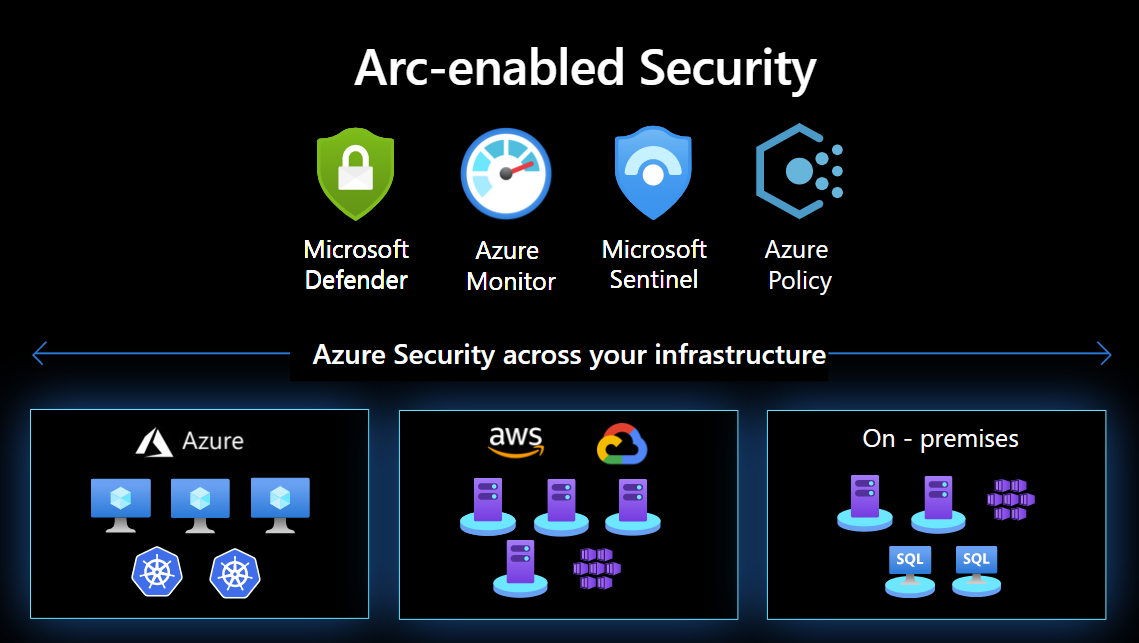 Arc-enabled Security
Microsoft
Defender
Azure
Monitor
Microsoft
Sentinel
Azure
Policy
Azure Security across your infrastructure
Azure
aws
On - premises
SQL
SQL